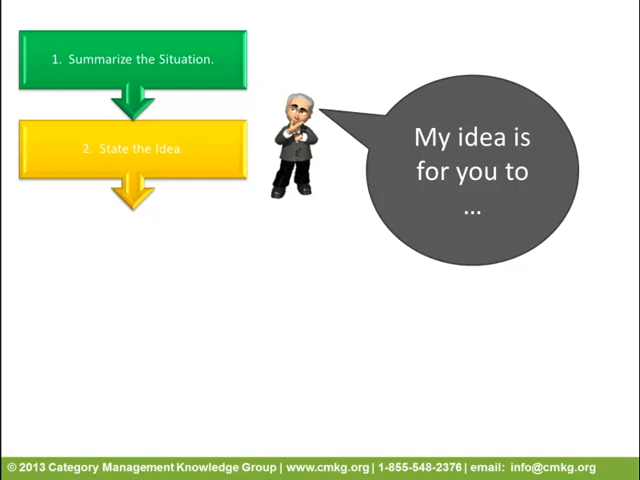 1. Summarize the Situation.
2. State the Idea.
My idea is
for you to
...
© 2013 Category Management Knowledge Group | www.cmkg.org | 1-855-548-2376 | email: info@cmkg.org